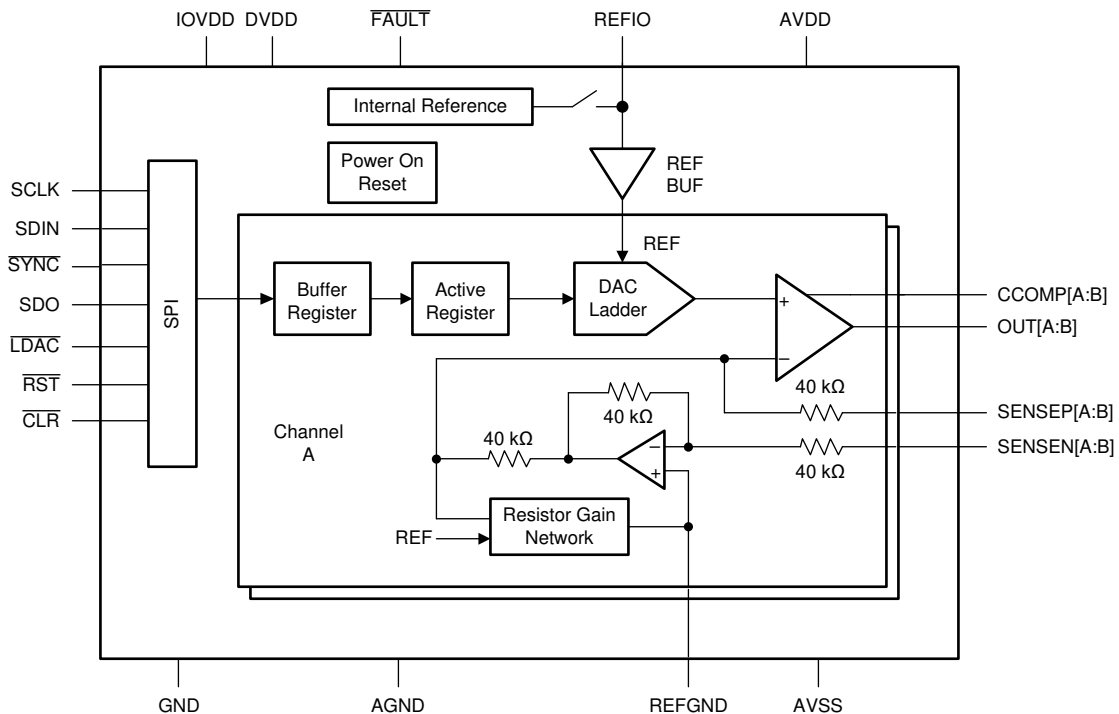 IOVDD DVDD FAULT REFIO AVDD
Internal Reference
Power On
Reset
REF
BUF
SCLK
SDIN
SYNC
SDO
LDAC
RST
CLR
SPI
Buffer
Register
Active
Register
REF
DAC
Ladder
+
−
CCOMP[A:B]
OUT[A:B]
40 kΩ
SENSEP[A:B]
40 kΩ
SENSEN[A:B]
40 kΩ
40 kΩ
−
+
Channel
A
REF
Resistor Gain
Network
GND AGND REFGND AVSS